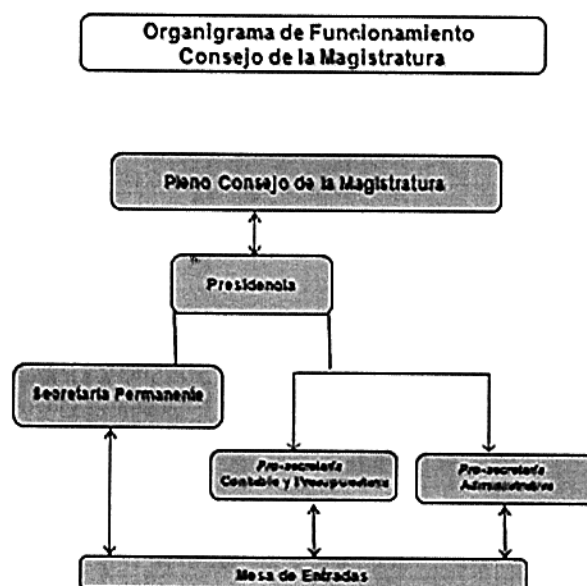 Organigrama de Funcionamiento
Consejo de la Magistratura
Pleno Consejo de la Magistratura
Presidencia
Secretaría Permanente
Pro-secretaría
Contable y Presupuestaria
Pro-secretaría
Administrativa
Mesa de Entradas